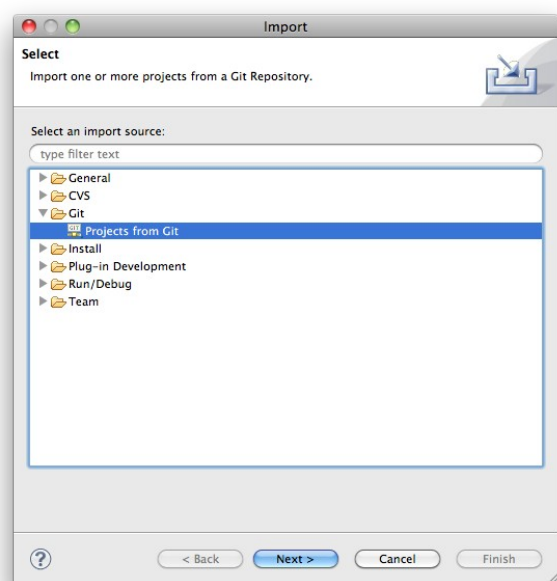 Import
Select
Import one or more projects from a Git Repository.
Select an import source:
type filter text
General
CVS
Git
GIT
Projects from Git
Install
Plug-in Development
Run/Debug
Team
?
< Back
Next >
Cancel
Finish